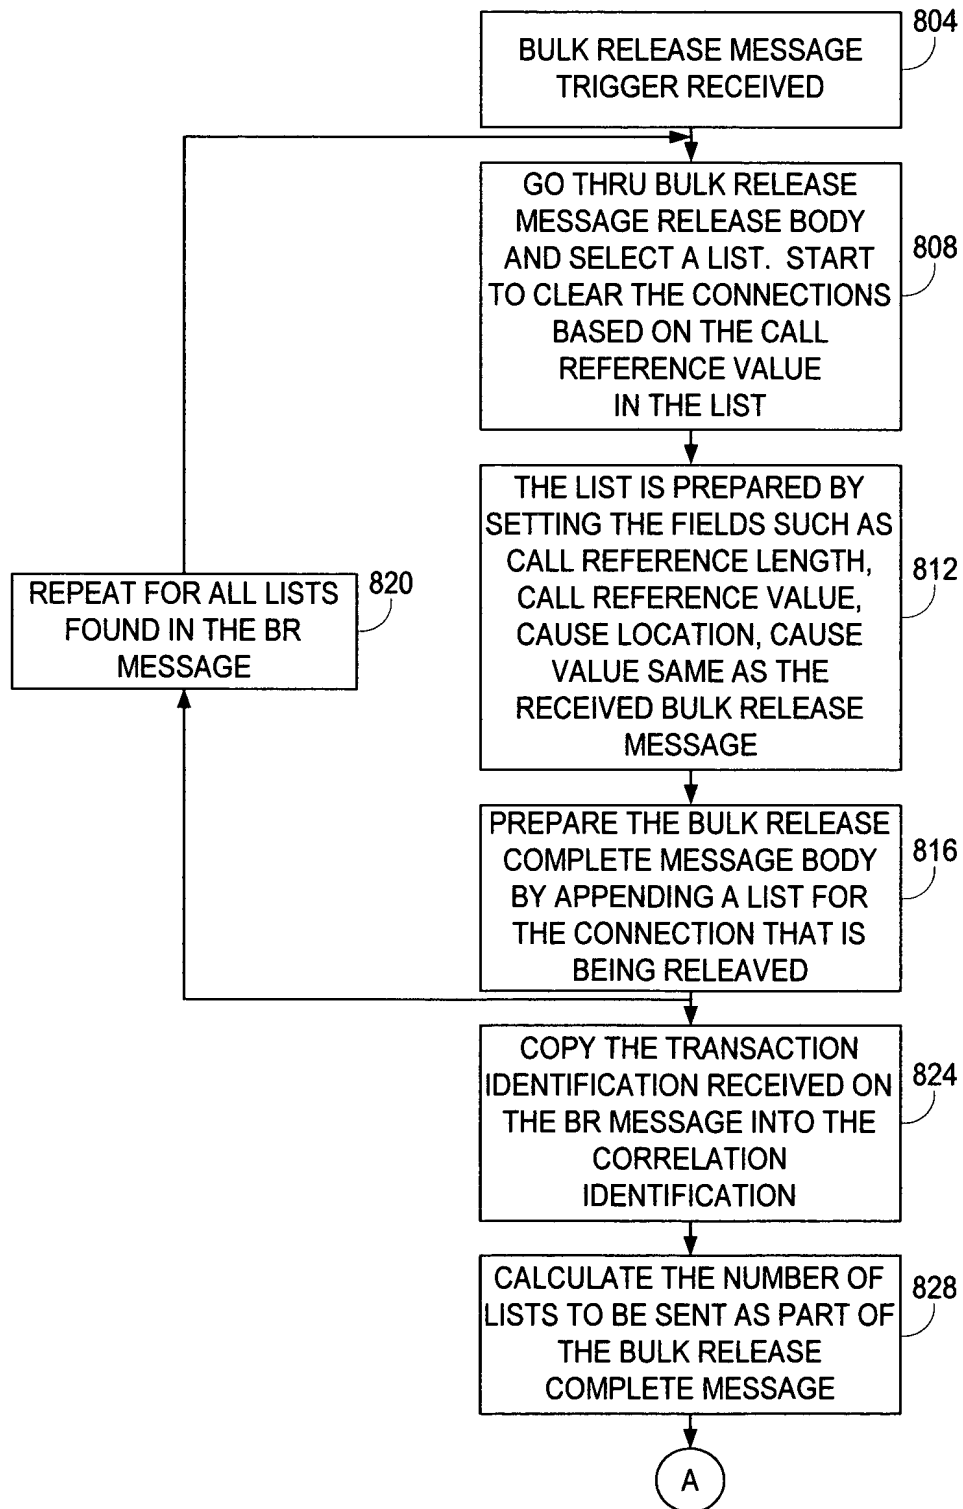 804
BULK RELEASE MESSAGE
TRIGGER RECEIVED
GO THRU BULK RELEASE
MESSAGE RELEASE BODY
AND SELECT A LIST. START
TO CLEAR THE CONNECTIONS
BASED ON THE CALL
REFERENCE VALUE
IN THE LIST
808
THE LIST IS PREPARED BY
SETTING THE FIELDS SUCH AS
CALL REFERENCE LENGTH,
CALL REFERENCE VALUE,
CAUSE LOCATION, CAUSE
VALUE SAME AS THE
RECEIVED BULK RELEASE
MESSAGE
812
REPEAT FOR ALL LISTS
FOUND IN THE BR
MESSAGE
820
PREPARE THE BULK RELEASE
COMPLETE MESSAGE BODY
BY APPENDING A LIST FOR
THE CONNECTION THAT IS
BEING RELEAVED
816
COPY THE TRANSACTION
IDENTIFICATION RECEIVED ON
THE BR MESSAGE INTO THE
CORRELATION
IDENTIFICATION
824
CALCULATE THE NUMBER OF
LISTS TO BE SENT AS PART OF
THE BULK RELEASE
COMPLETE MESSAGE
828
A